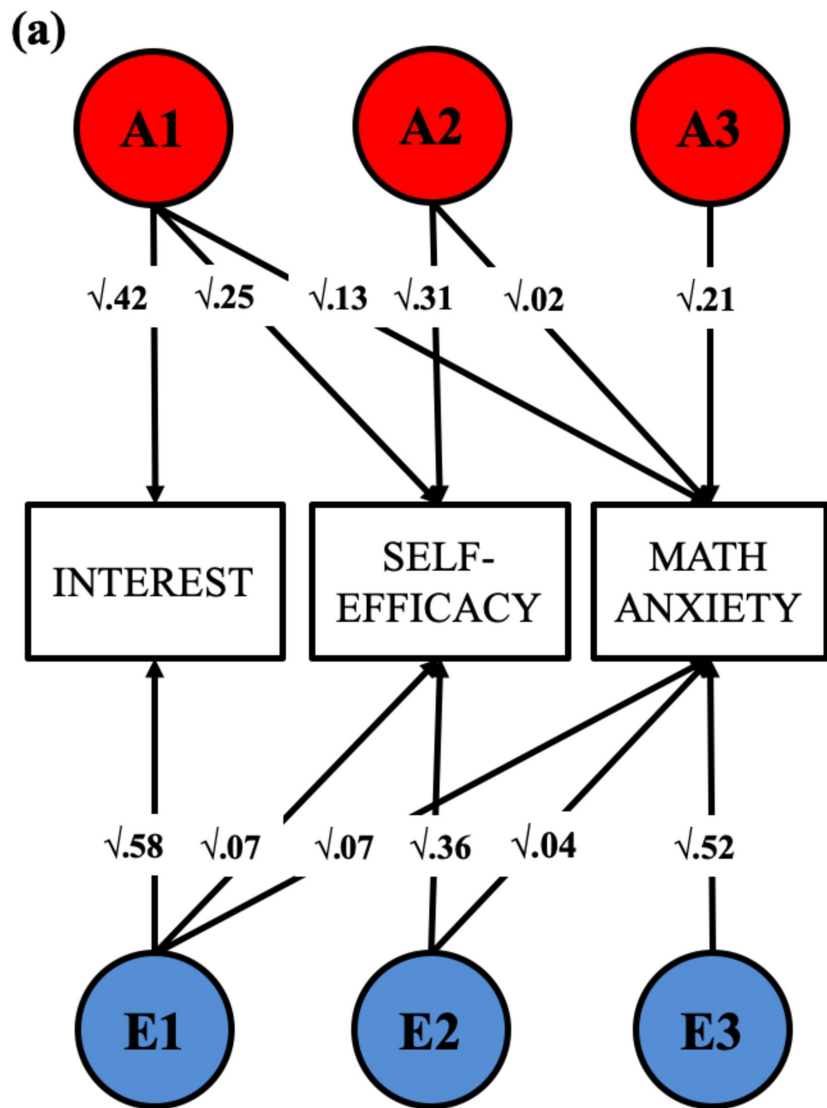 (a)
A1 A2 A3
√.42 √.25 √.13 √.31 √.02 √.21
INTEREST
SELF-
EFFICACY
MATH
ANXIETY
√.58 √.07 √.07 √.36 √.04 √.52
E1 E2 E3